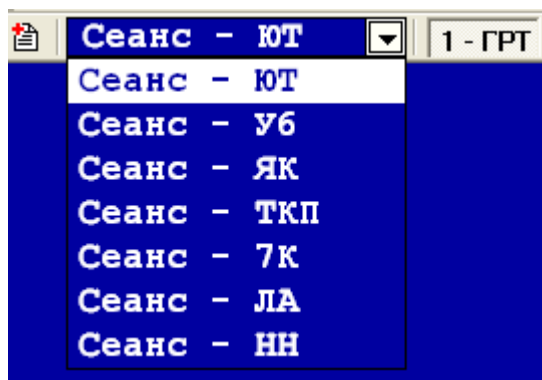 Сеанс - ЮТ 1 - ГРТ
Сеанс - ЮТ
Сеанс - У6
Сеанс - ЯК
Сеанс - ТКП
Сеанс - 7К
Сеанс - ЛА
Сеанс - НН